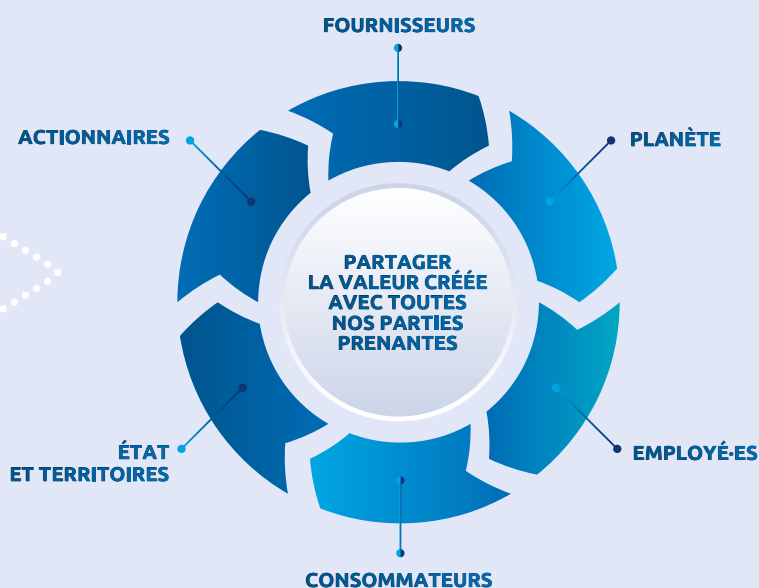 FOURNISSEURS
ACTIONNAIRES
PLANÈTE
PARTAGER
LA VALEUR CRÉÉE
AVEC TOUTES
NOS PARTIES
PRENANTES
ÉTAT
ET TERRITOIRES
EMPLOYÉ·ES
CONSOMMATEURS